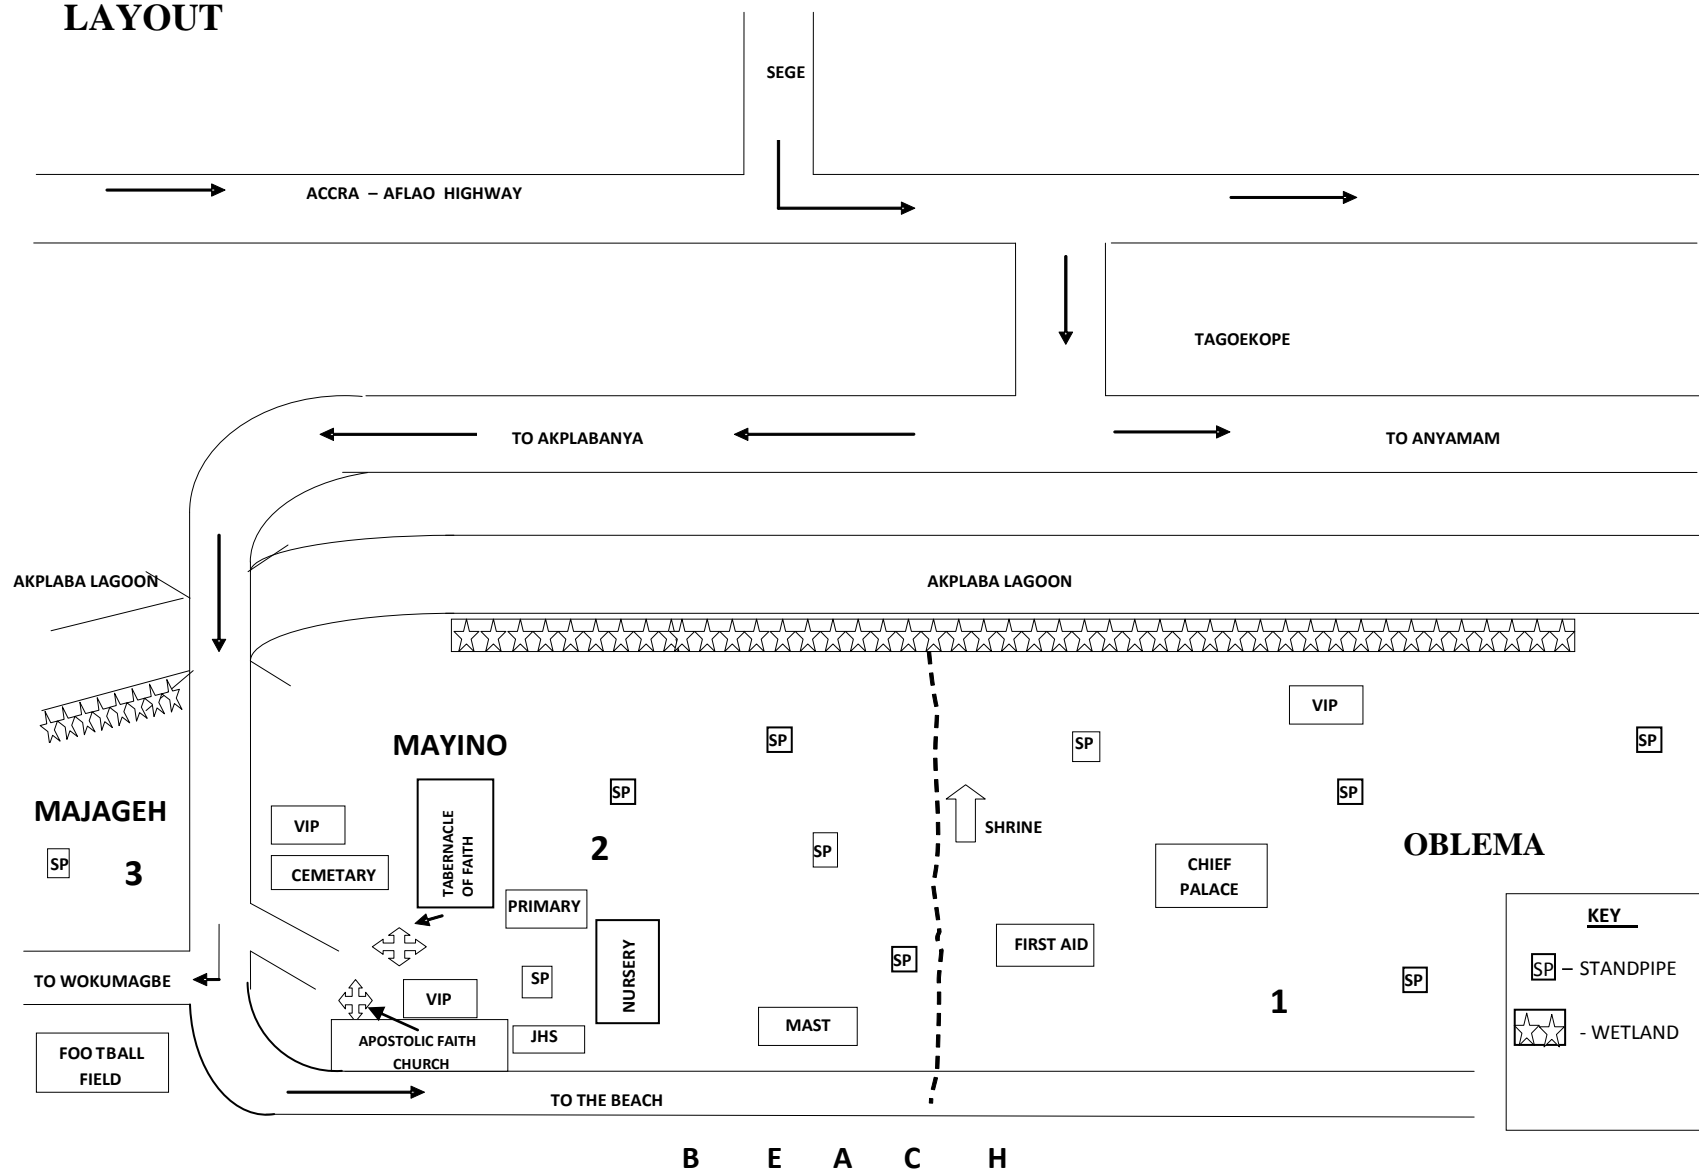 LAYOUT
SEGE
ACCRA – AFLAO HIGHWAY
TAGOEKOPE
TO AKPLABANYA
TO ANYAMAM
AKPLABA LAGOON
AKPLABA LAGOON
VIP
SP
SP
SP
MAYINO
SP
SP
MAJAGEH
VIP
TABERNACLE
OF FAITH
2
SHRINE
OBLEMA
SP
3
CEMETARY
SP
CHIEF
PALACE
PRIMARY
KEY
NURSERY
FIRST AID
SP
SP – STANDPIPE
TO WOKUMAGBE
SP
SP
VIP
1
MAST
- WETLAND
JHS
APOSTOLIC FAITH
CHURCH
FOO TBALL
FIELD
TO THE BEACH
B E A C H